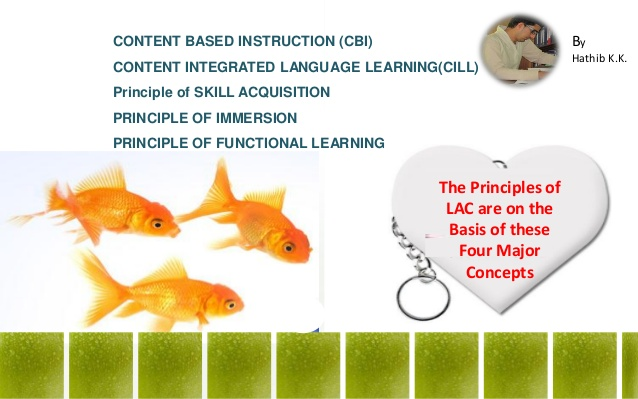 CONTENT BASED INSTRUCTION (CBI)
CONTENT INTEGRATED LANGUAGE LEARNING(CILL)
Principle of SKILL ACQUISITION
PRINCIPLE OF IMMERSION
PRINCIPLE OF FUNCTIONAL LEARNING
By
Hathib K.K.
The Principles of
LAC are on the
Basis of these
Four Major
Concepts